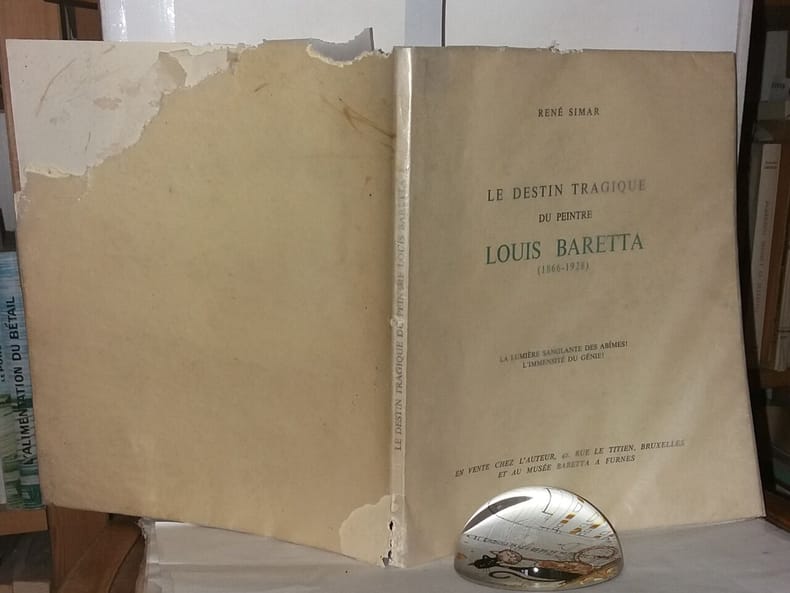 RENÉ SIMAR
LE DESTIN TRAGIQUE
DU PEINTRE
LOUIS BARETTA
(1866-1928)
LA LUMIÈRE SANGLANTE DES ABÎMES!
L'IMMENSITÉ DU GÉNIE!
EN VENTE CHEZ L'AUTEUR, 42, RUE LE TITIEN, BRUXELLES
ET AU MUSÉE BARETTA A FURNES
LE DESTIN TRAGIQUE DU PEINTRE LOUIS BARETTA
L'ALIMENTATION DU BÉTAIL